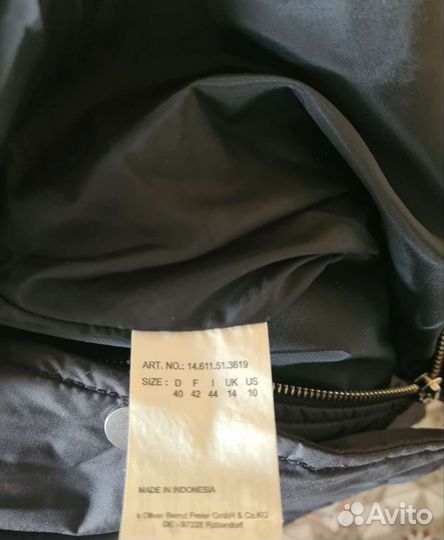 ART. NO.: 14.611.51.3619
SIZE: D F I UK US
40 42 44 14 10
MADE IN INDONESIA
s.Oliver Bernd Freier GmbH & Co.KG
DE - 97228 Rottendorf
Avito